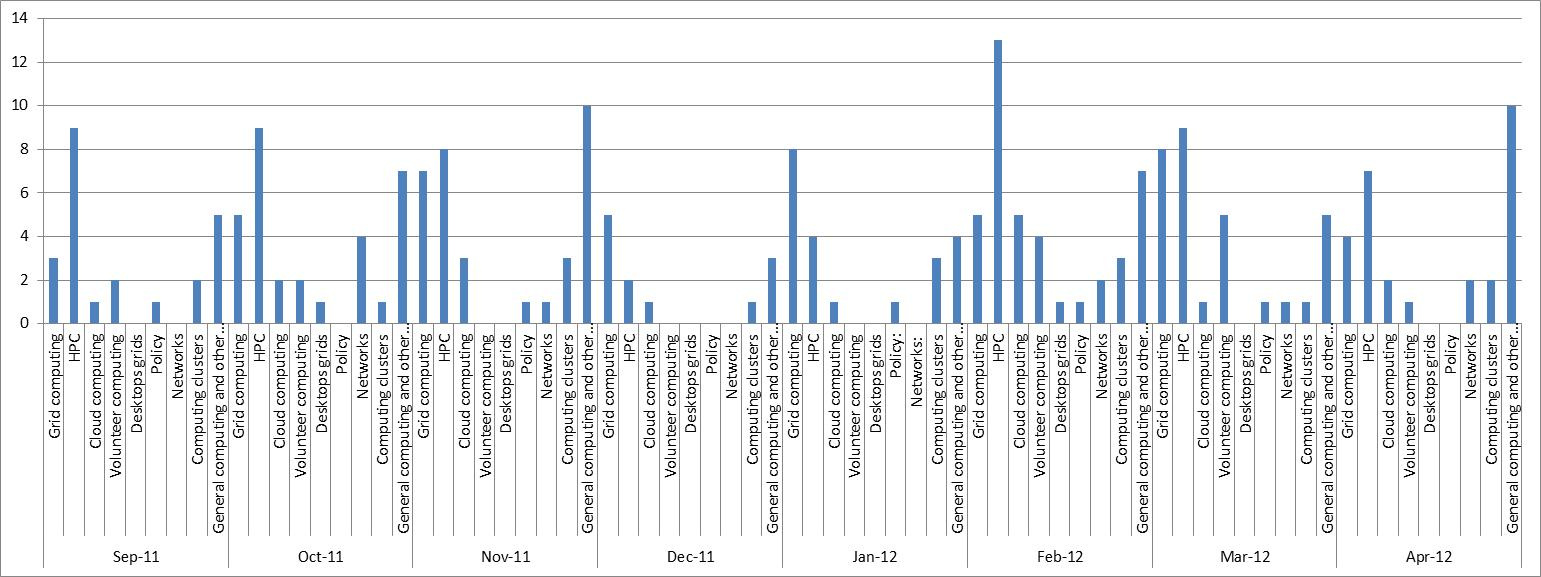 14
12
10
8
6
4
2
0
Grid computing
HPC
Cloud computing
Volunteer computing
Desktops grids
Policy
Networks
Computing clusters
General computing and other...
Grid computing
HPC
Cloud computing
Volunteer computing
Desktops grids
Policy
Networks
Computing clusters
General computing and other...
Grid computing
HPC
Cloud computing
Volunteer computing
Desktops grids
Policy
Networks
Computing clusters
General computing and other...
Grid computing
HPC
Cloud computing
Volunteer computing
Desktops grids
Policy
Networks
Computing clusters
General computing and other...
Grid computing
HPC
Cloud computing
Volunteer computing
Desktops grids
Policy:
Networks:
Computing clusters
General computing and other...
Grid computing
HPC
Cloud computing
Volunteer computing
Desktops grids
Policy
Networks
Computing clusters
General computing and other...
Grid computing
HPC
Cloud computing
Volunteer computing
Desktops grids
Policy
Networks
Computing clusters
General computing and other...
Grid computing
HPC
Cloud computing
Volunteer computing
Desktops grids
Policy
Networks
Computing clusters
General computing and other...
Sep-11
Oct-11
Nov-11
Dec-11
Jan-12
Feb-12
Mar-12
Apr-12